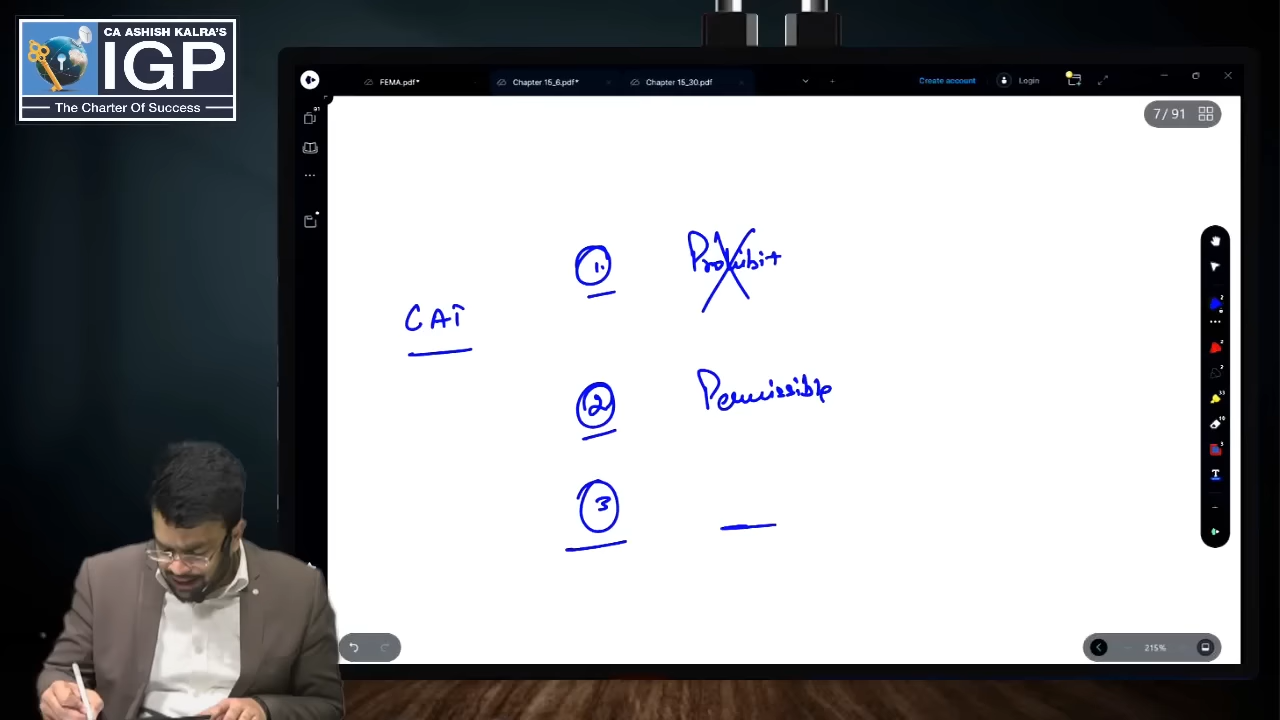 CA ASHISH KALRA'S
IGP
The Charter Of Success
FEMA.pdf*
Chapter 15_6.pdf*
Chapter 15_30.pdf
Create account
Login
7/91
91
1. Prohibit
CAT
2 Permissible
3
215%